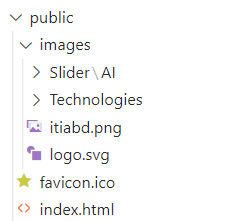 public
images
Slider\AI
Technologies
itiabd.png
logo.svg
favicon.ico
index.html